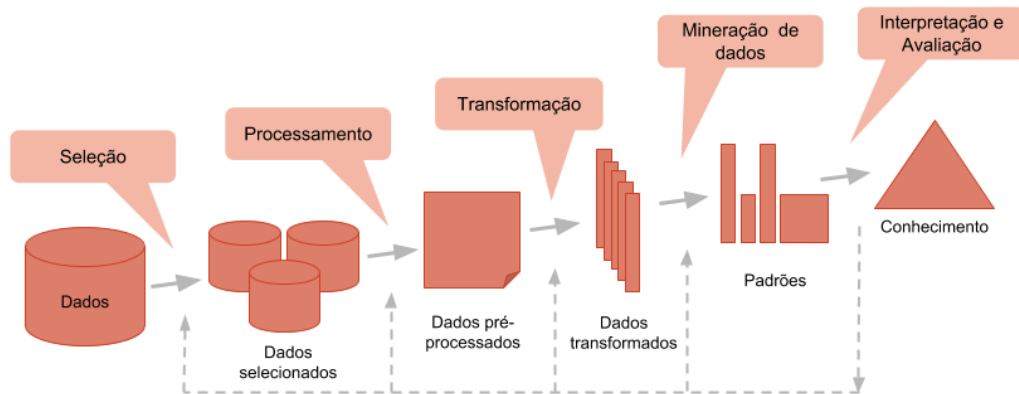 Seleção
Processamento
Transformação
Mineração de
dados
Interpretação e
Avaliação
Dados
Dados
selecionados
Dados pré-
processados
Dados
transformados
Padrões
Conhecimento